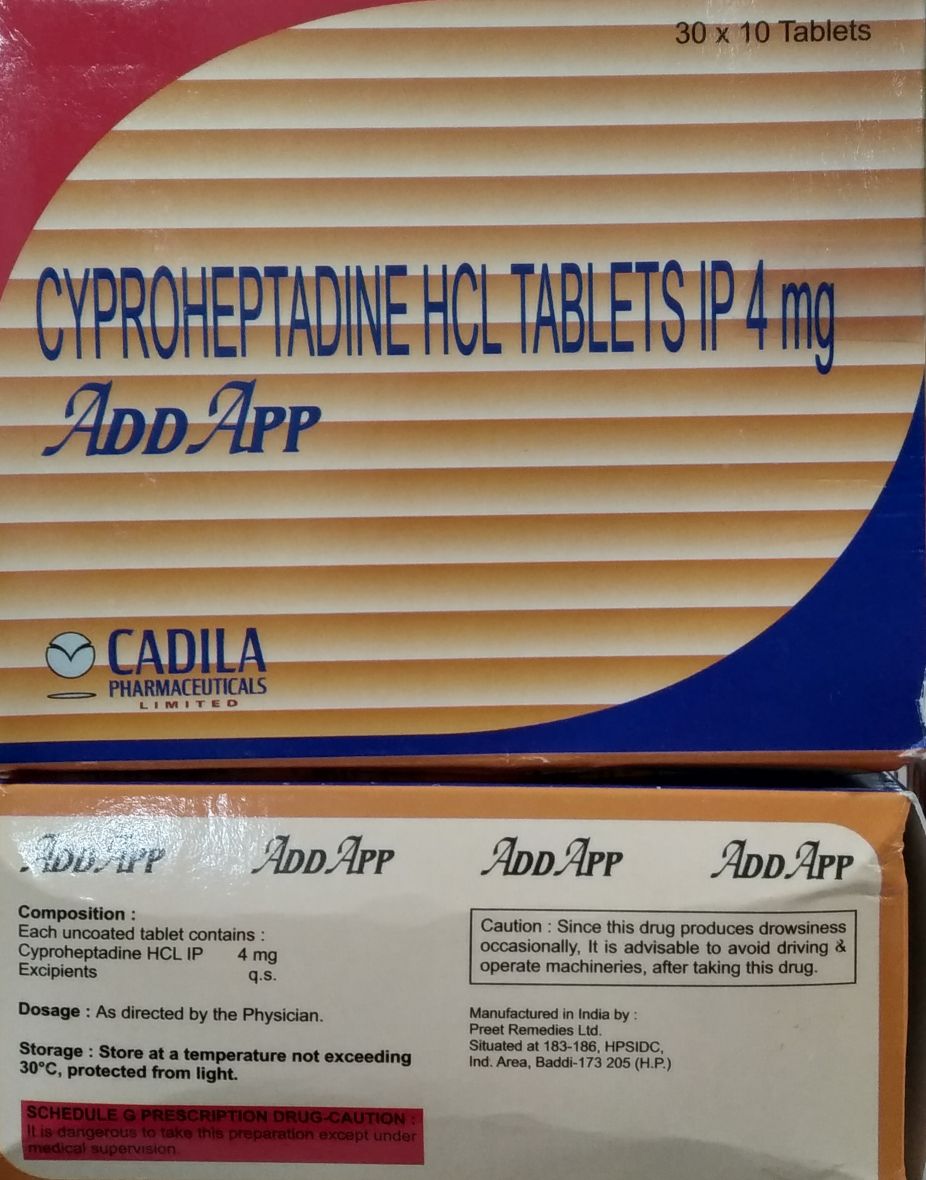 30 x 10 Tablets
CYPROHEPTADINE HCL TABLETS IP 4 mg
ADD APP
CADILA
PHARMACEUTICALS
LIMITED
ADD APP ADD APP ADD APP ADD APP
Composition :
Each uncoated tablet contains :
Cyproheptadine HCL IP 4 mg
Excipients q.s.
Dosage : As directed by the Physician.
Storage : Store at a temperature not exceeding
30°C, protected from light.
SCHEDULE G PRESCRIPTION DRUG-CAUTION :
It is dangerous to take this preparation except under
medical supervision.
Caution : Since this drug produces drowsiness
occasionally, It is advisable to avoid driving &
operate machineries, after taking this drug.
Manufactured in India by :
Preet Remedies Ltd.
Situated at 183-186, HPSIDC,
Ind. Area, Baddi-173 205 (H.P.)